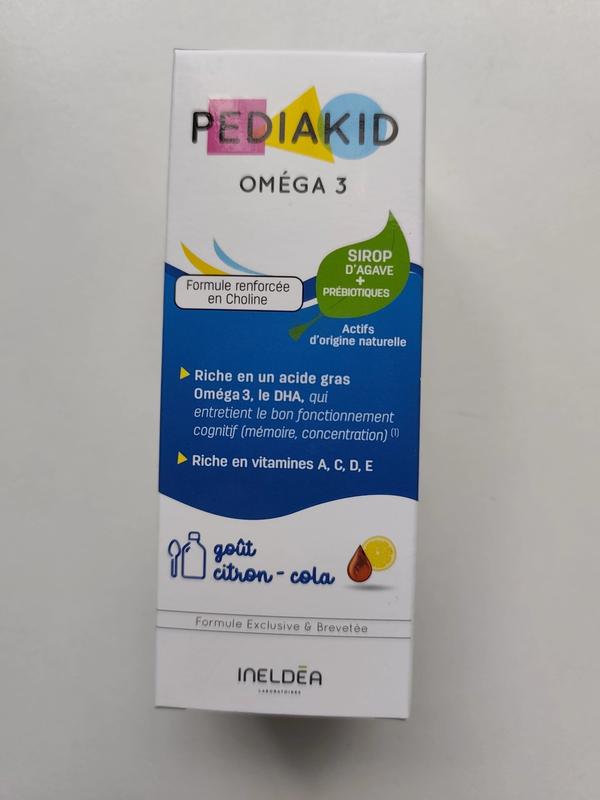 PEDIAKID
OMÉGA 3
SIROP
D'AGAVE
+
PRÉBIOTIQUES
Formule renforcée
en Choline
Actifs
d'origine naturelle
Riche en un acide gras
Oméga 3, le DHA, qui
entretient le bon fonctionnement
cognitif (mémoire, concentration) (1)
Riche en vitamines A, C, D, E
goût
citron - cola
Formule Exclusive & Brevetée
INELDĒA
LABORATOIRES